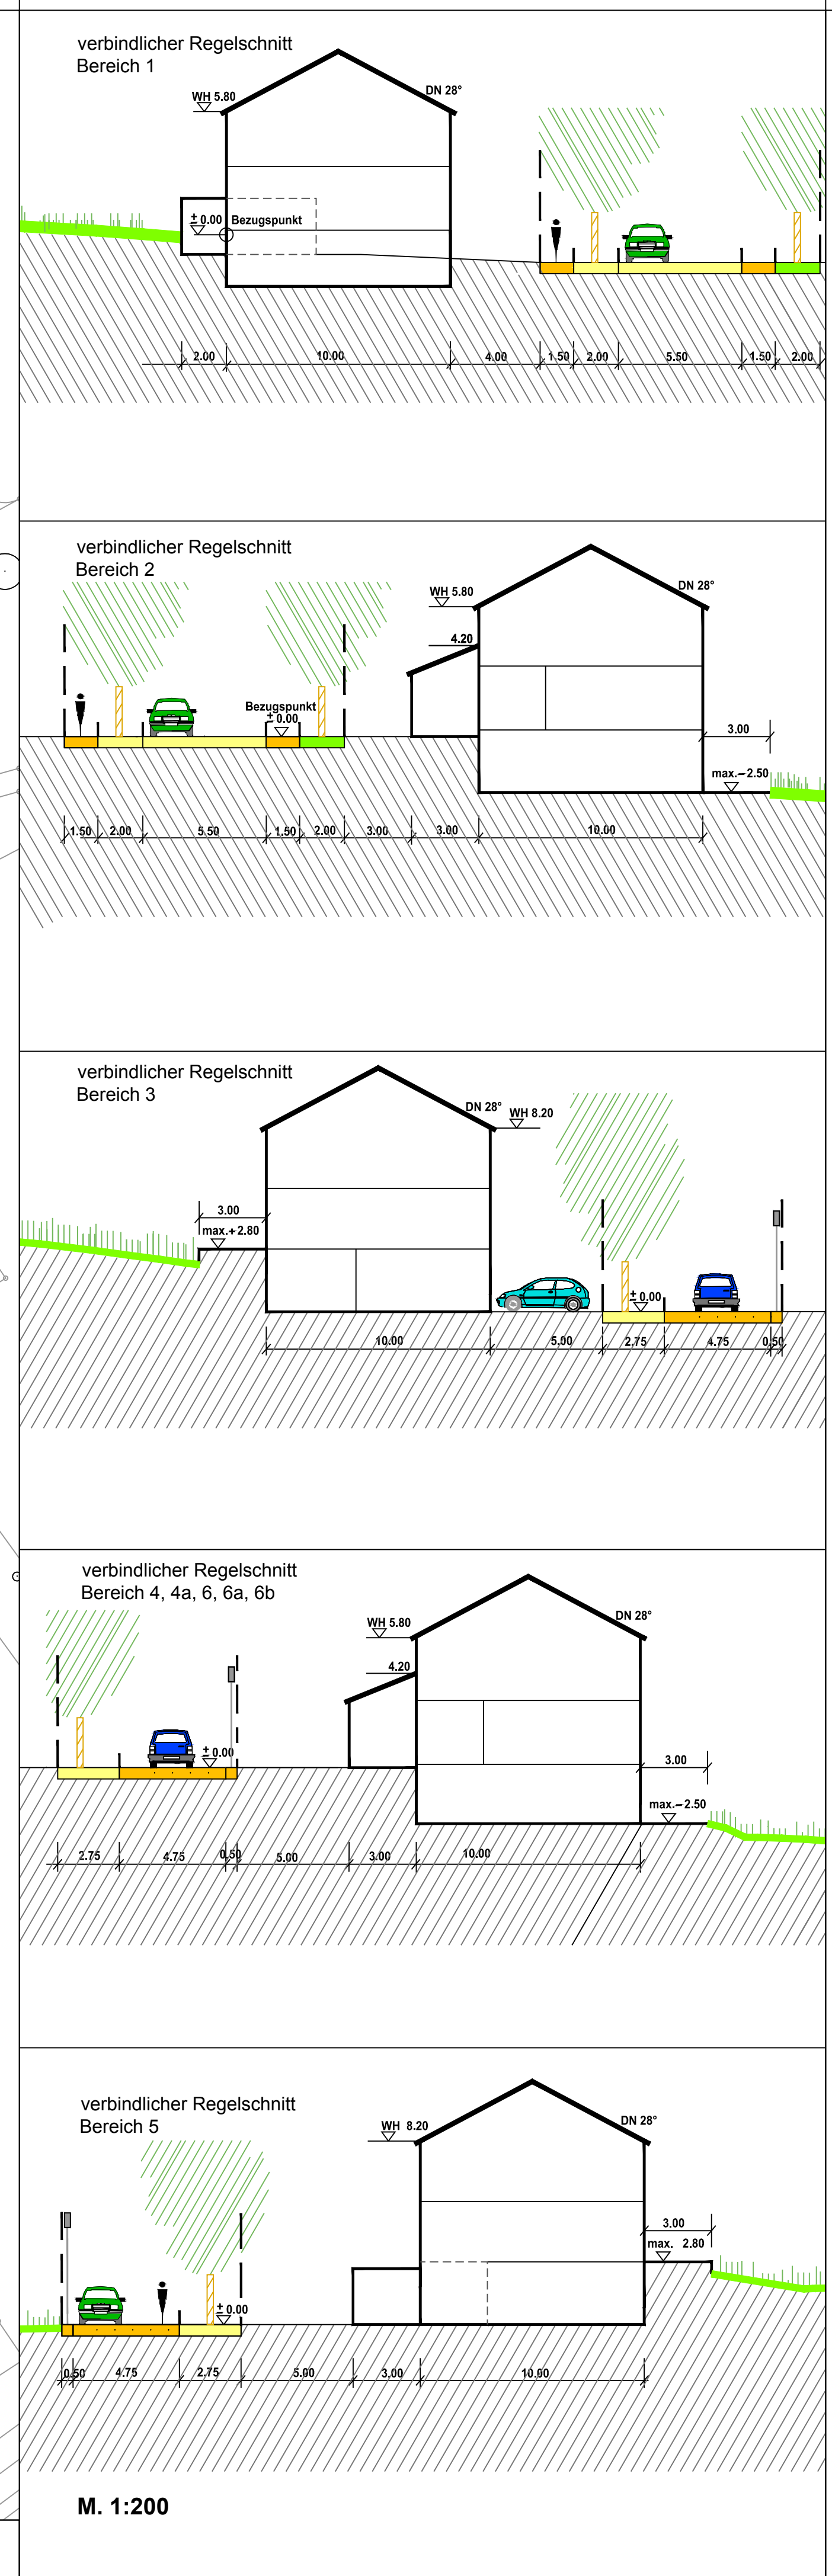 verbindlicher Regelschnitt
Bereich 1
WH 5.80
DN 28°
± 0.00 Bezugspunkt
2.00 10.00 4.00 1.50 2.00 5.50 1.50 2.00
verbindlicher Regelschnitt
Bereich 2
WH 5.80
DN 28°
4.20
Bezugspunkt
± 0.00
3.00
max.-2.50
1.50 2.00 5.50 1.50 2.00 3.00 3.00 10.00
verbindlicher Regelschnitt
Bereich 3
DN 28° WH 8.20
3.00
max.+2.80
± 0.00
10.00 5.00 2.75 4.75 0.50
verbindlicher Regelschnitt
Bereich 4, 4a, 6, 6a, 6b
WH 5.80
DN 28°
4.20
± 0.00
3.00
max.-2.50
2.75 4.75 0.50 5.00 3.00 10.00
verbindlicher Regelschnitt
Bereich 5
WH 8.20
DN 28°
3.00
max. 2.80
± 0.00
0.50 4.75 2.75 5.00 3.00 10.00
M. 1:200